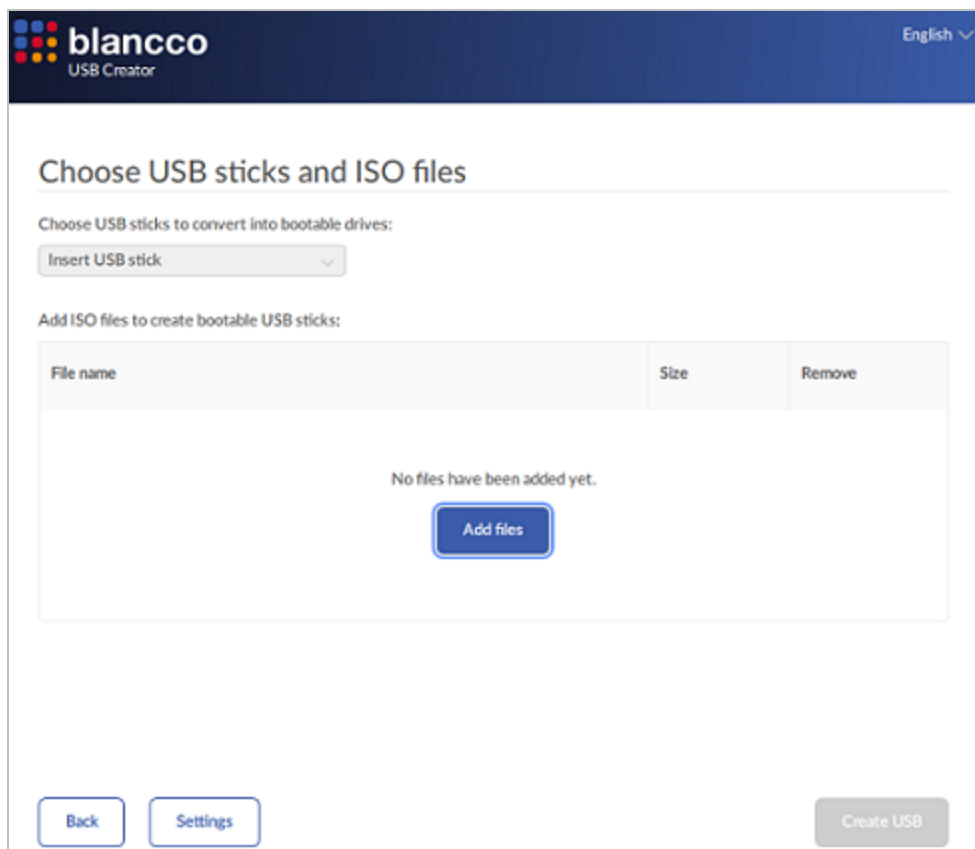 blancco
USB Creator
English
Choose USB sticks and ISO files
Choose USB sticks to convert into bootable drives:
Insert USB stick
Add ISO files to create bootable USB sticks:
File name Size Remove
No files have been added yet.
Add files
Back Settings Create USB